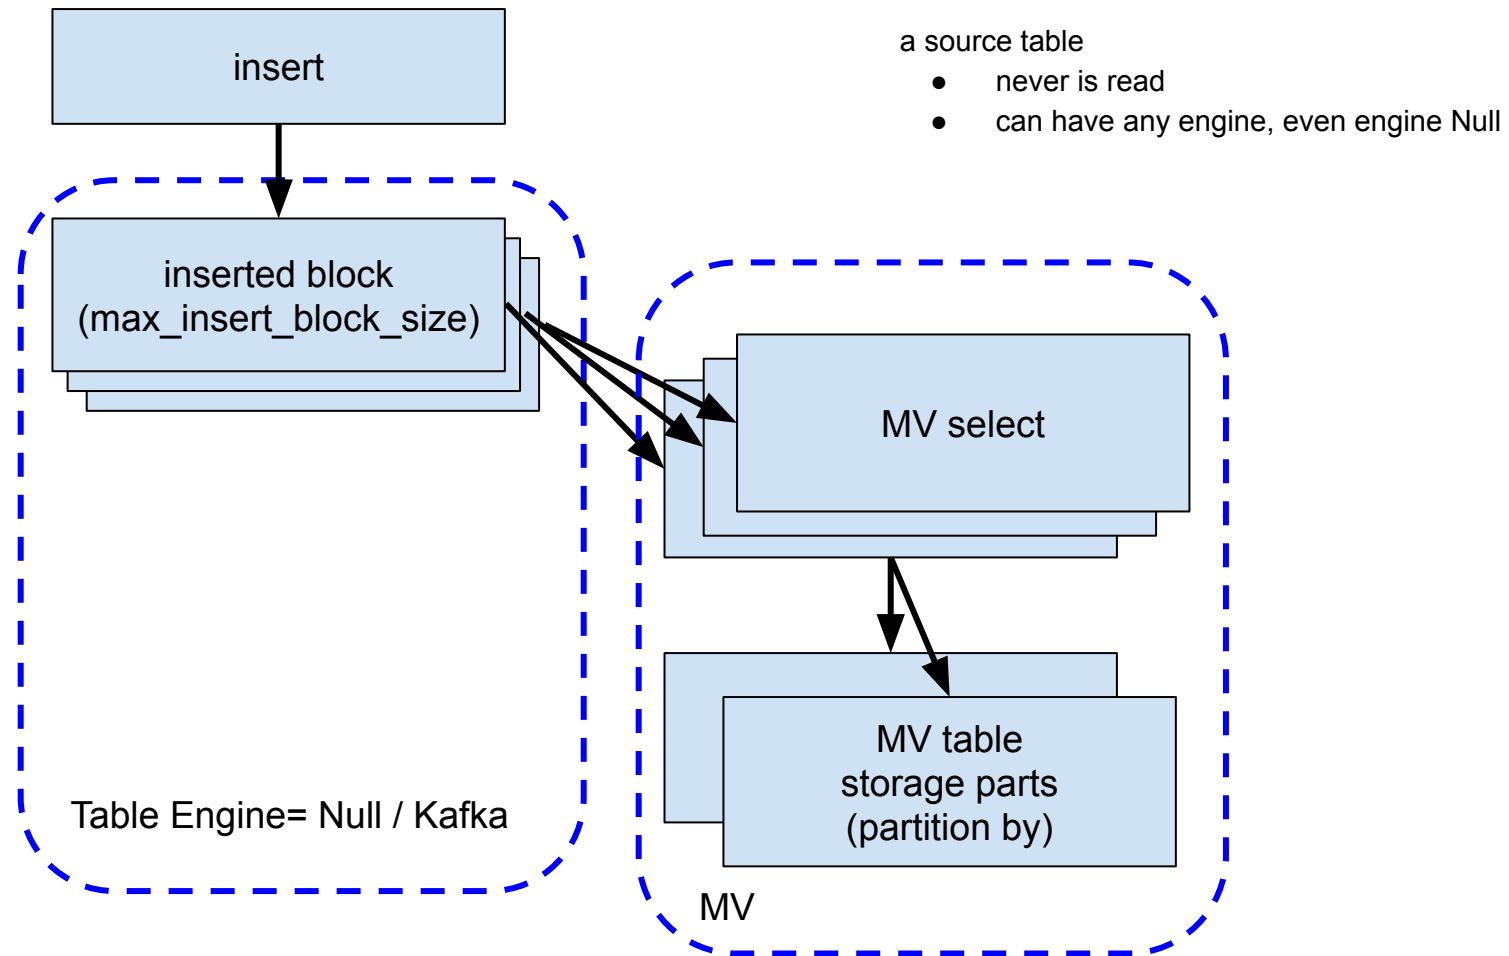 insert
a source table
● never is read
● can have any engine, even engine Null
inserted block
(max_insert_block_size)
MV select
MV table
storage parts
(partition by)
Table Engine= Null / Kafka
MV